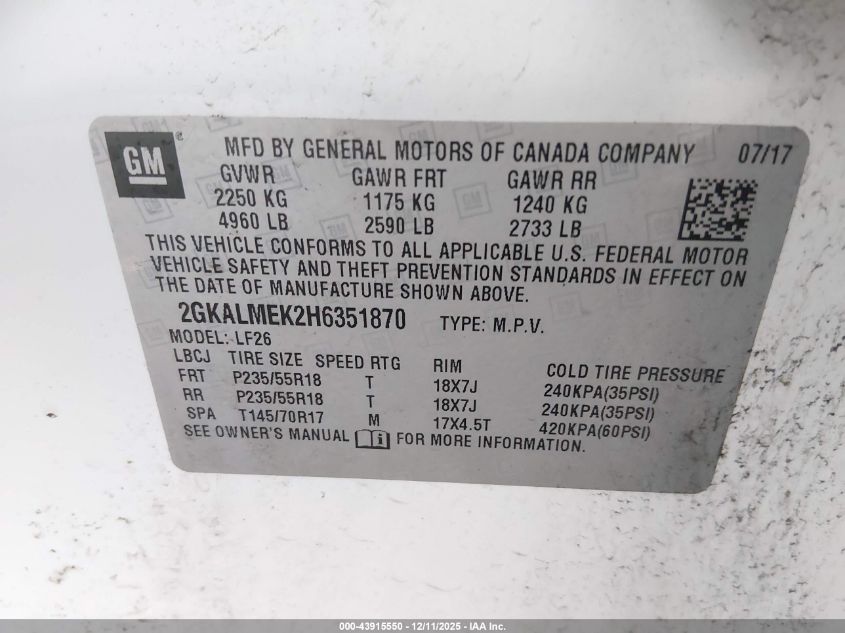 GM ®
MFD BY GENERAL MOTORS OF CANADA COMPANY 07/17
GVWR GAWR FRT GAWR RR
2250 KG 1175 KG 1240 KG
4960 LB 2590 LB 2733 LB
THIS VEHICLE CONFORMS TO ALL APPLICABLE U.S. FEDERAL MOTOR
VEHICLE SAFETY AND THEFT PREVENTION STANDARDS IN EFFECT ON
THE DATE OF MANUFACTURE SHOWN ABOVE.
2GKALMEK2H6351870 TYPE: M.P.V.
MODEL: LF26
LBCJ TIRE SIZE SPEED RTG RIM COLD TIRE PRESSURE
FRT P235/55R18 T 18X7J 240KPA(35PSI)
RR P235/55R18 T 18X7J 240KPA(35PSI)
SPA T145/70R17 M 17X4.5T 420KPA(60PSI)
SEE OWNER'S MANUAL i FOR MORE INFORMATION.
000-43915550 - 12/11/2025 - IAA Inc.